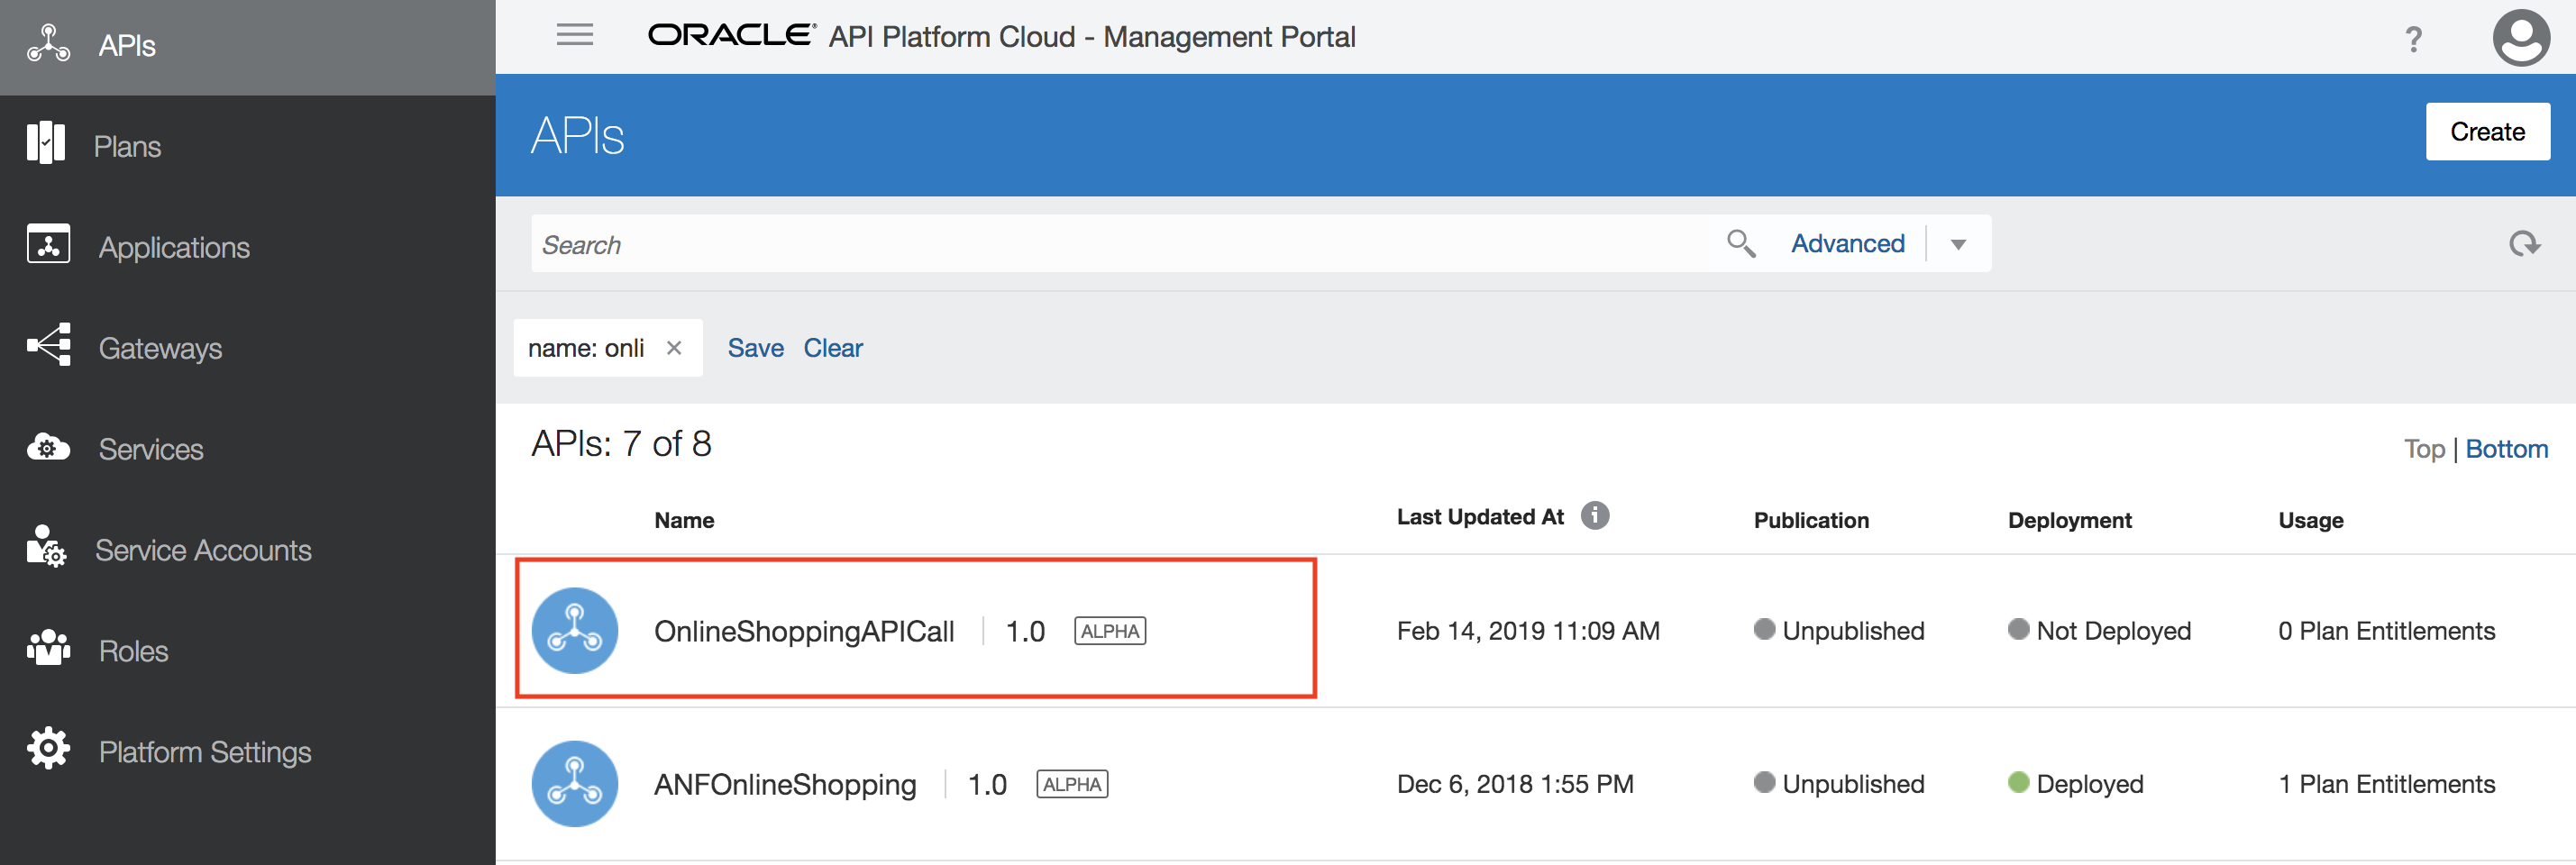 APIs
Plans
Applications
Gateways
Services
Service Accounts
Roles
Platform Settings
ORACLE® API Platform Cloud - Management Portal
?
APIs
Create
Search
Advanced
name: onli ×
Save Clear
APIs: 7 of 8
Top | Bottom
Name Last Updated At i Publication Deployment Usage
OnlineShoppingAPICall | 1.0 ALPHA Feb 14, 2019 11:09 AM Unpublished Not Deployed 0 Plan Entitlements
ANFOnlineShopping | 1.0 ALPHA Dec 6, 2018 1:55 PM Unpublished Deployed 1 Plan Entitlements